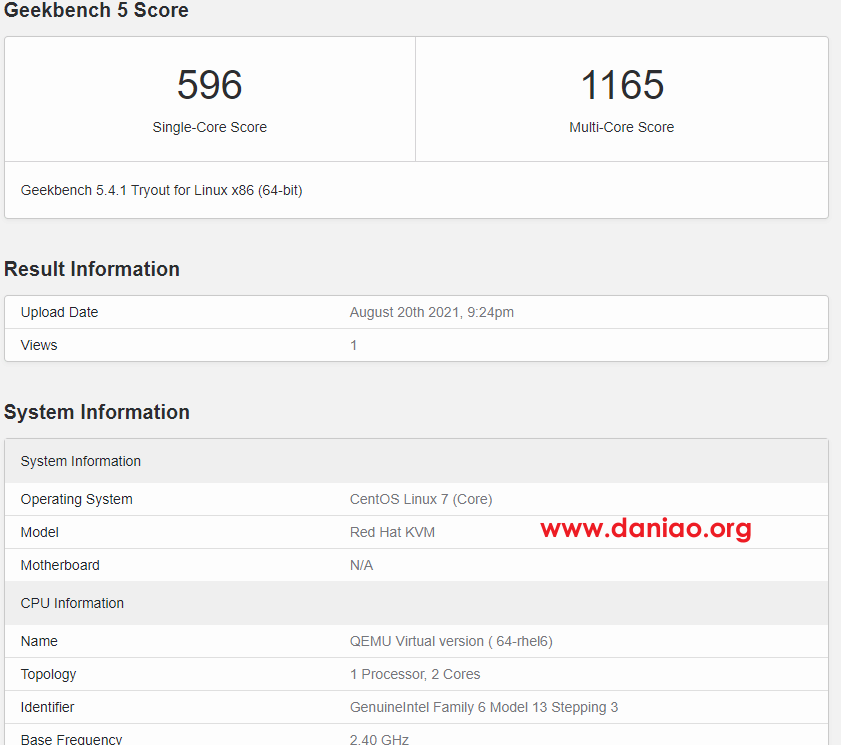 Geekbench 5 Score
596 1165
Single-Core Score Multi-Core Score
Geekbench 5.4.1 Tryout for Linux x86 (64-bit)
Result Information
Upload Date August 20th 2021, 9:24pm
Views 1
System Information
System Information
Operating System CentOS Linux 7 (Core)
Model Red Hat KVM www.daniao.org
Motherboard N/A
CPU Information
Name QEMU Virtual version ( 64-rhel6)
Topology 1 Processor, 2 Cores
Identifier GenuineIntel Family 6 Model 13 Stepping 3
Base Frequency 2.40 GHz